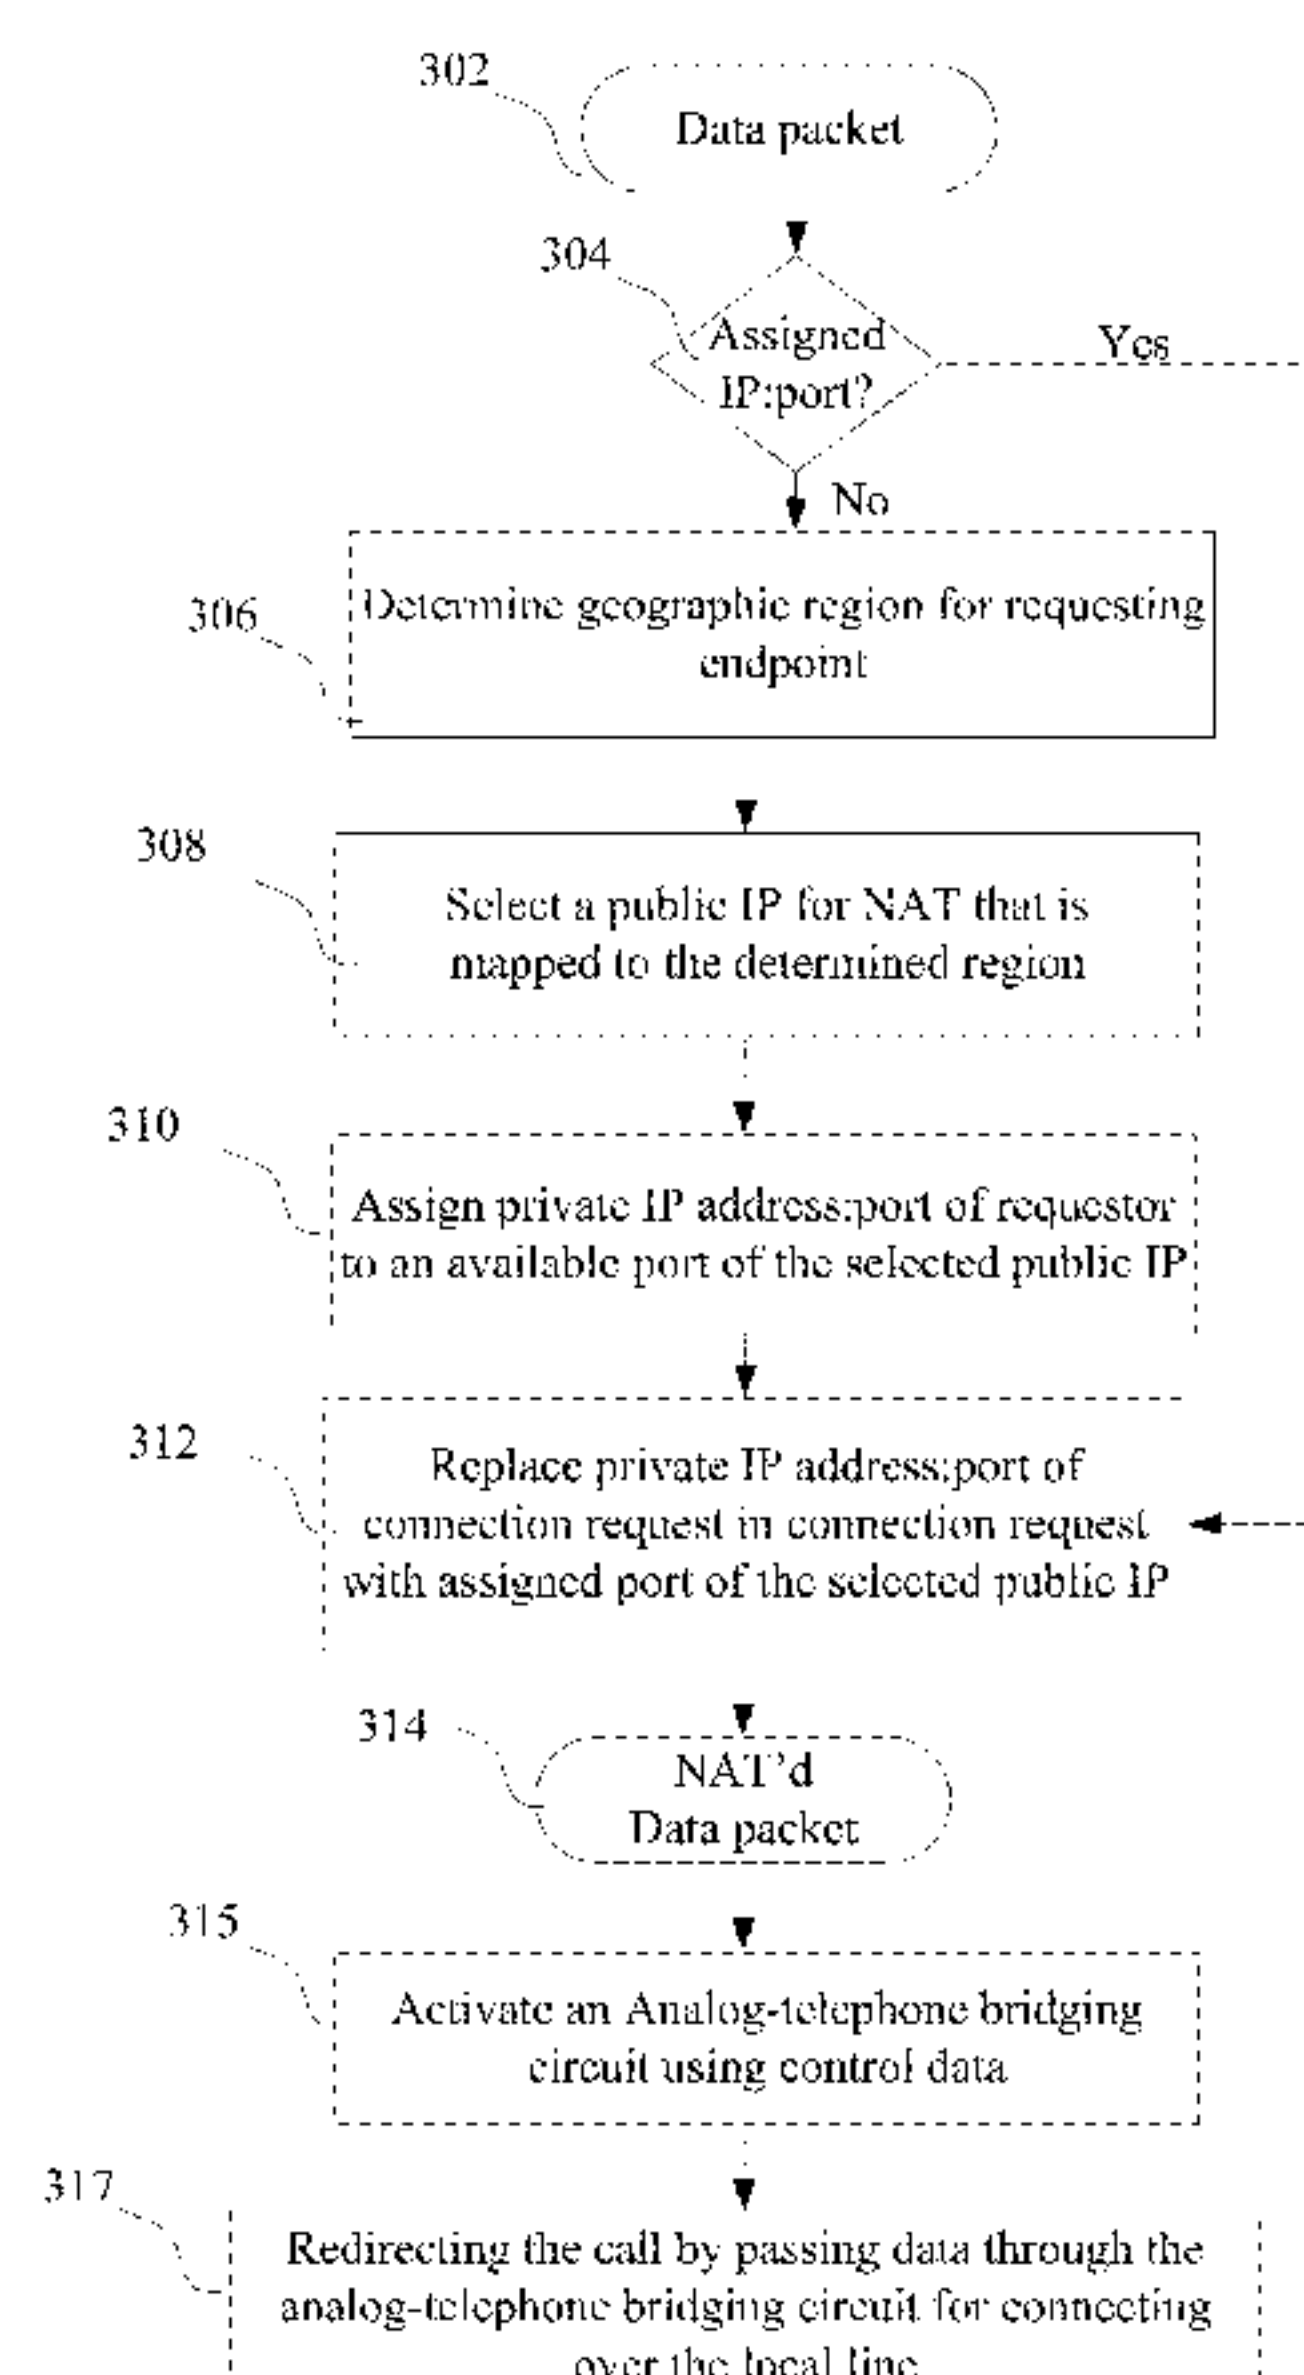 302
Data packet
304
Assigned
IP:port?
Yes
No
306
Determine geographic region for requesting
endpoint
308
Select a public IP for NAT that is
mapped to the determined region
310
Assign private IP address:port of requestor
to an available port of the selected public IP
312
Replace private IP address:port of
connection request in connection request
with assigned port of the selected public IP
314
NAT'd
Data packet
315
Activate an Analog-telephone bridging
circuit using control data
317
Redirecting the call by passing data through the
analog-telephone bridging circuit for connecting
over the local line